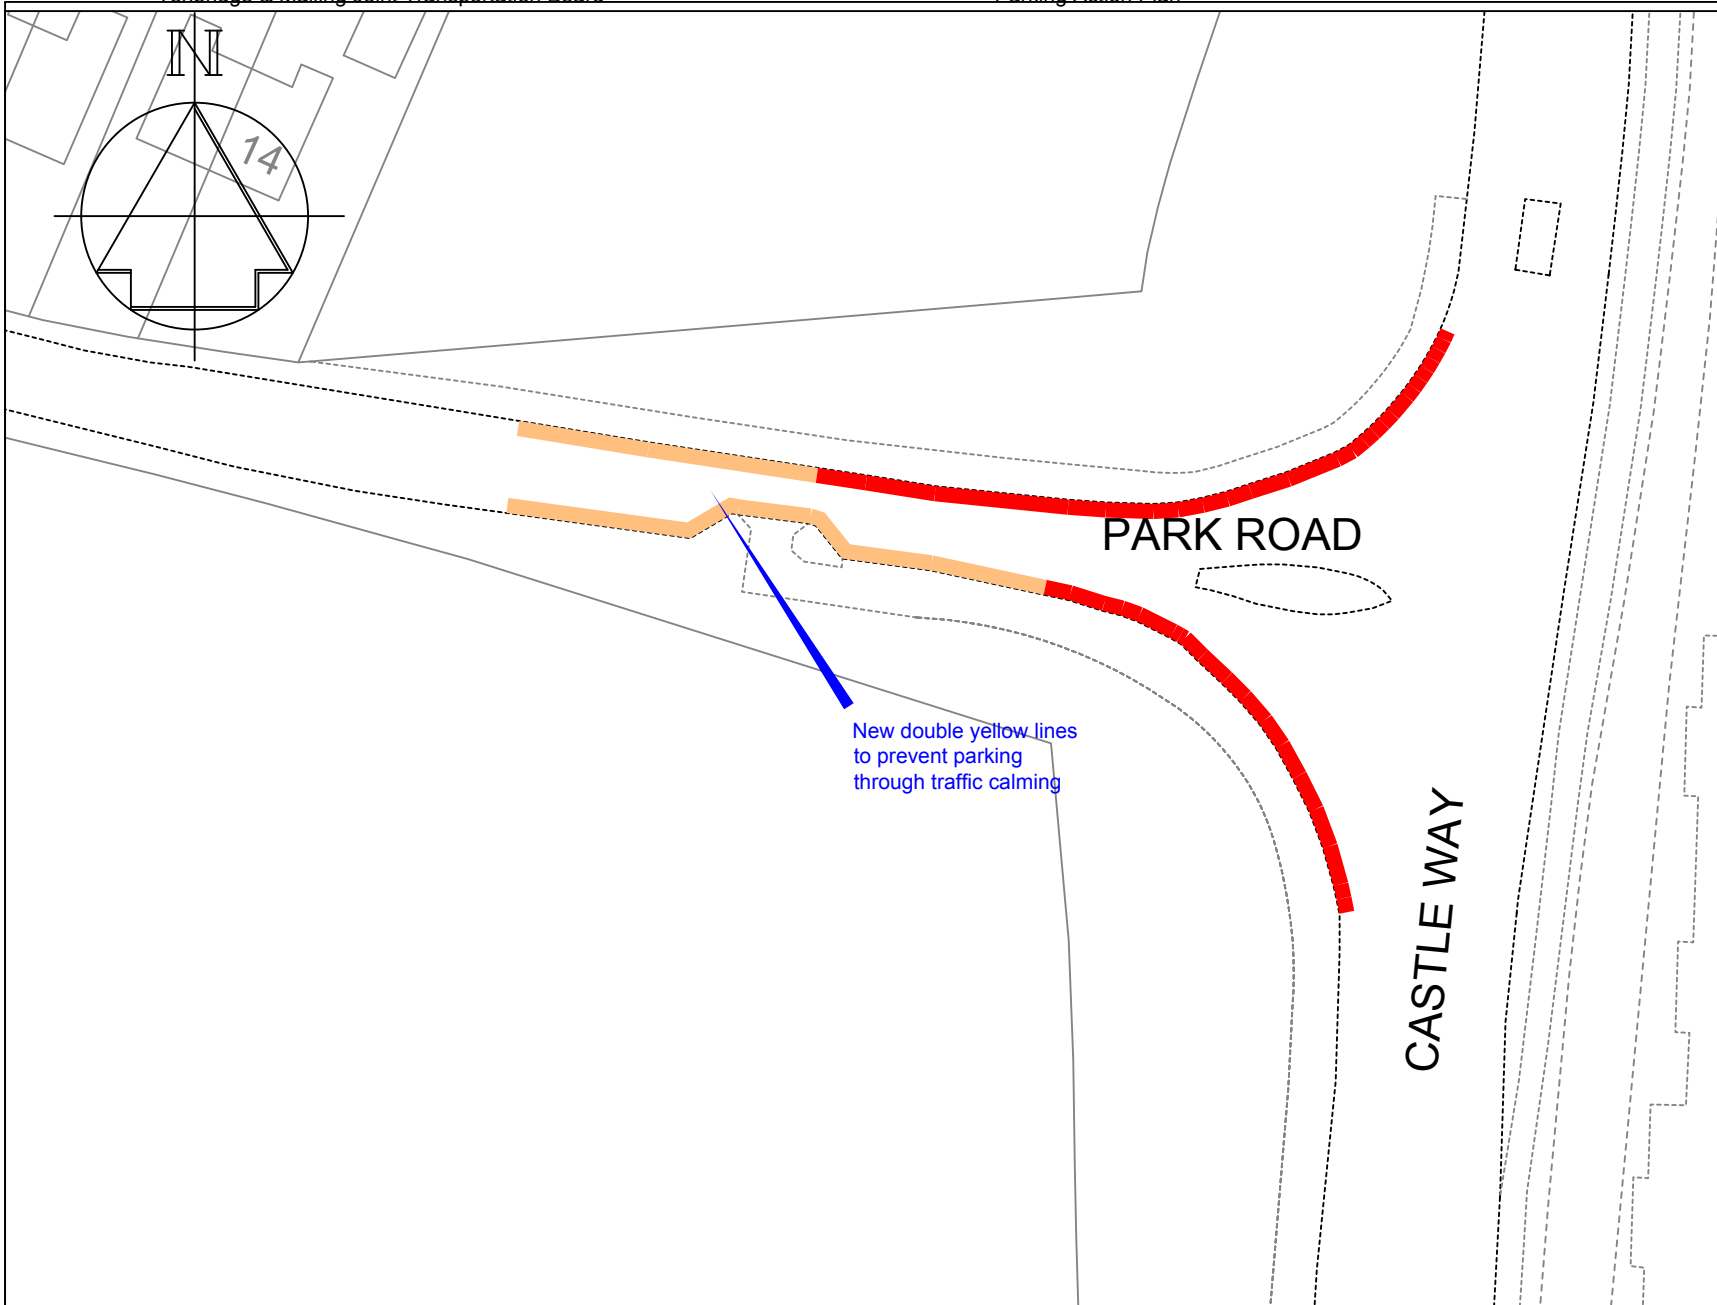 N
14
PARK ROAD
New double yellow lines
to prevent parking
through traffic calming
CASTLE WAY